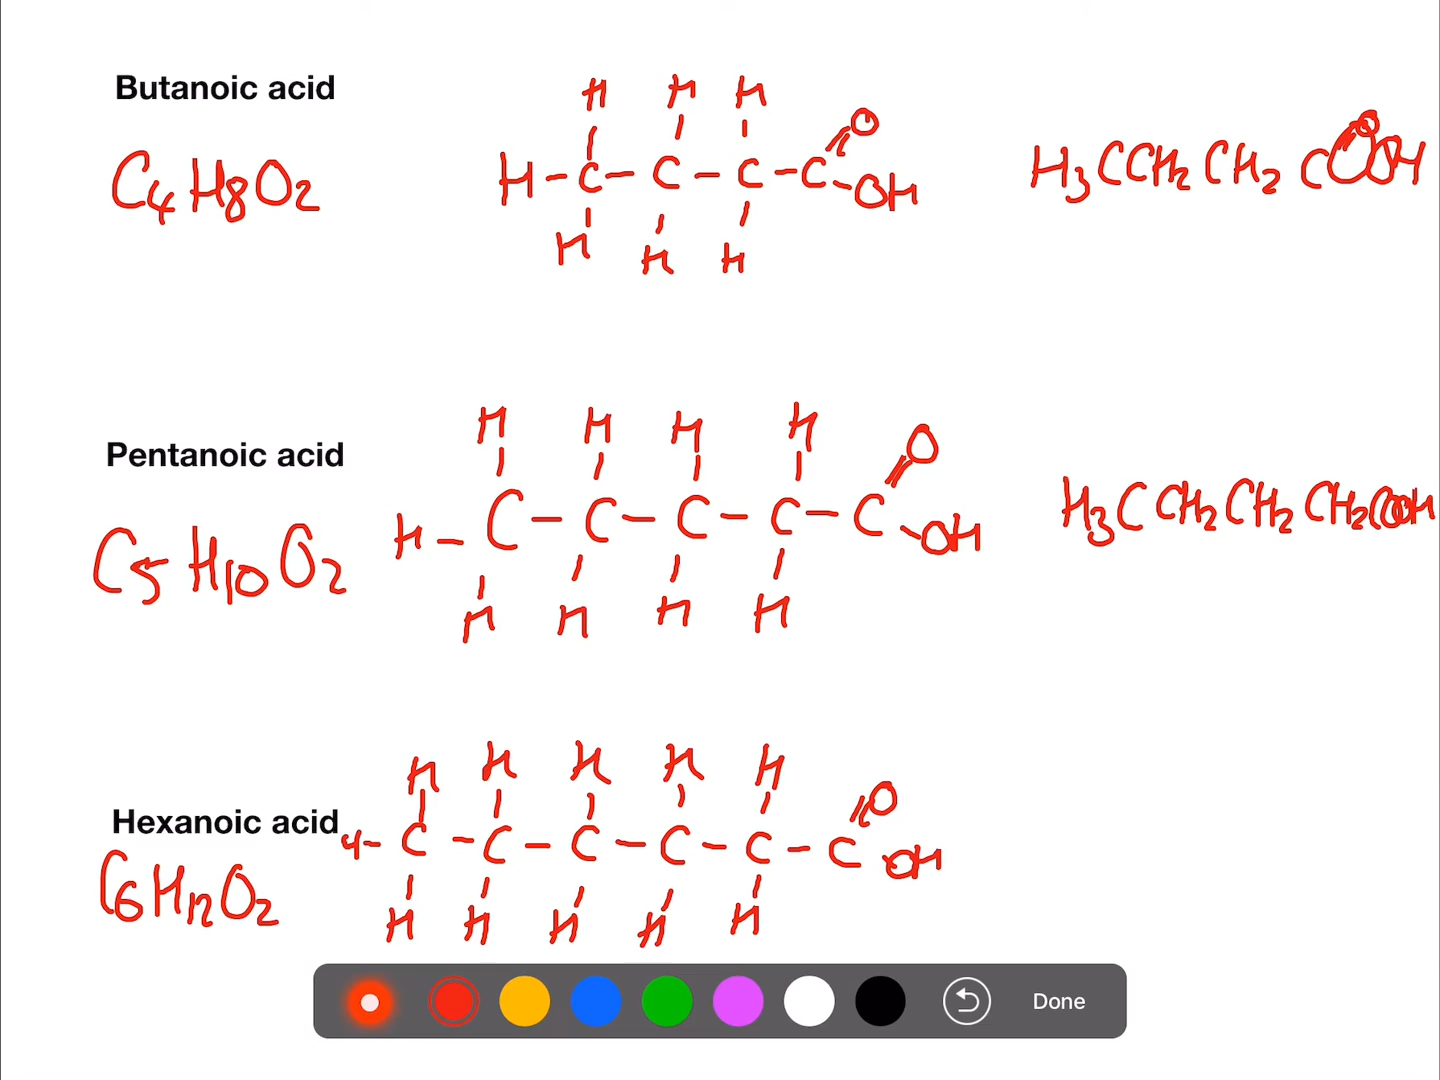 Butanoic acid
C4H8O2
H H H
H-C-C-C-C=O
OH
H H H
H3CCH2CH2COOH
Pentanoic acid
C5H10O2
H H H H
H-C-C-C-C-C=O
OH
H H H H
H3CCH2CH2CH2COOH
Hexanoic acid
C6H12O2
H H H H H
H-C-C-C-C-C-C=O
OH
H H H H H
Done